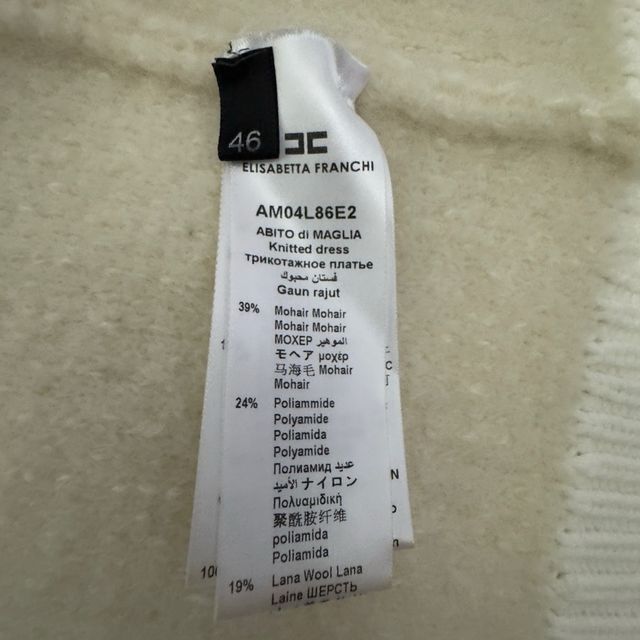 46
ELISABETTA FRANCHI
AM04L86E2
ABITO di MAGLIA
Knitted dress
трикотажное платье
فستان محبوك
Gaun rajut
39% Mohair Mohair
Mohair Mohair
МОХЕР الموهير
モヘア μοχέρ
马海毛 Mohair
Mohair
24% Poliammide
Polyamide
Poliamida
Polyamide
Полиамид عديد
الأميد ナイロン
Πολυαμιδική
聚酰胺纤维
poliamida
Poliamida
19% Lana Wool Lana
Laine ШЕРСТЬ